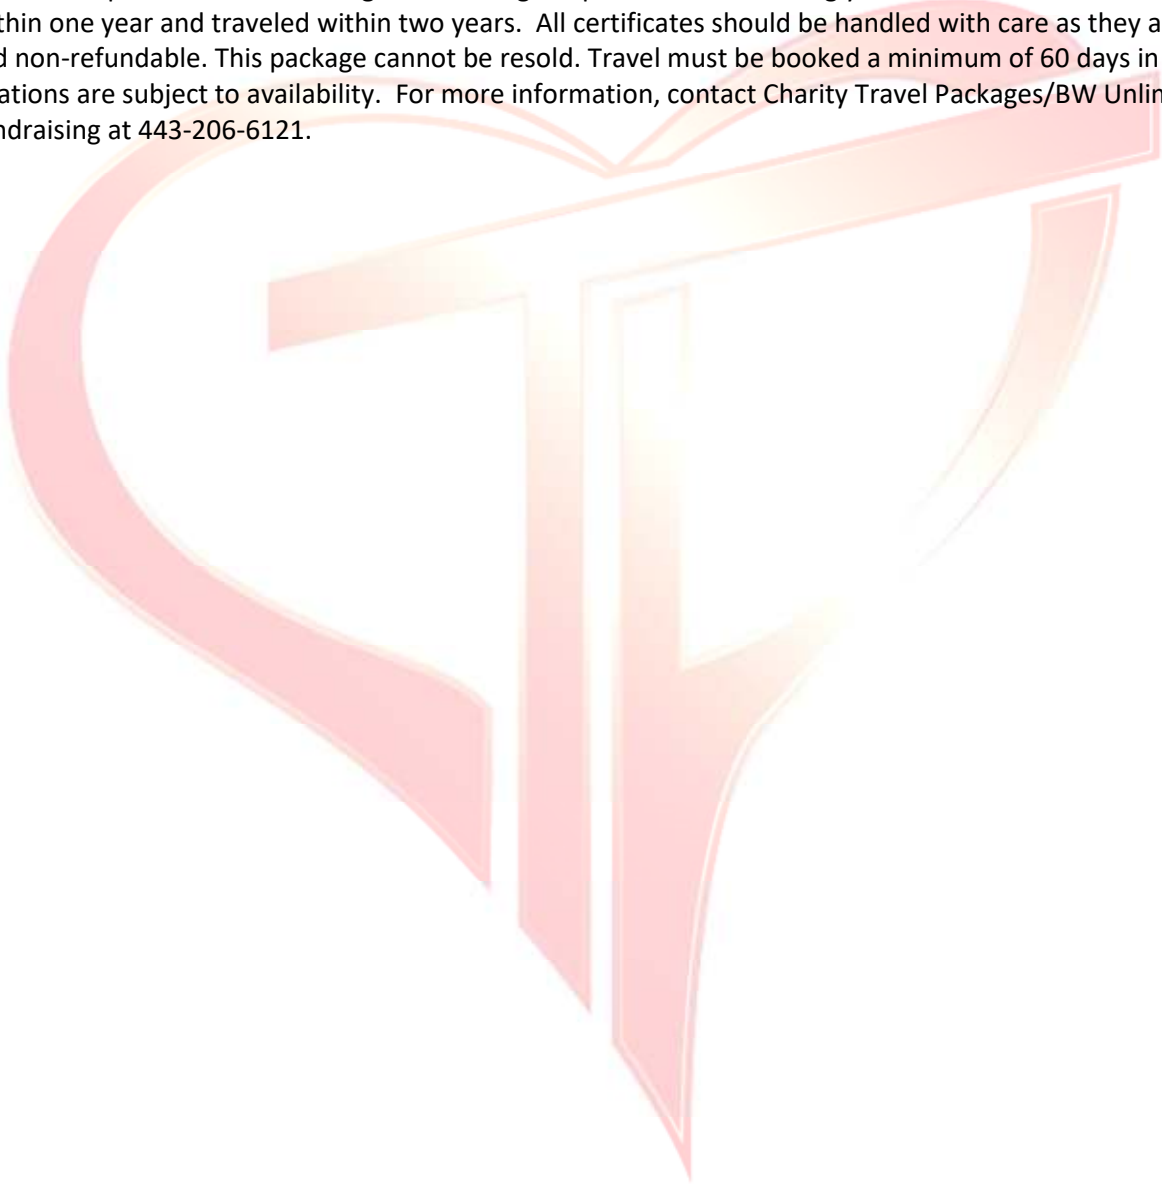 thin one year and traveled within two years.  All certificates should be handled with care as they a
d non-refundable. This package cannot be resold. Travel must be booked a minimum of 60 days in
ations are subject to availability.  For more information, contact Charity Travel Packages/BW Unlim
ndraising at 443-206-6121.